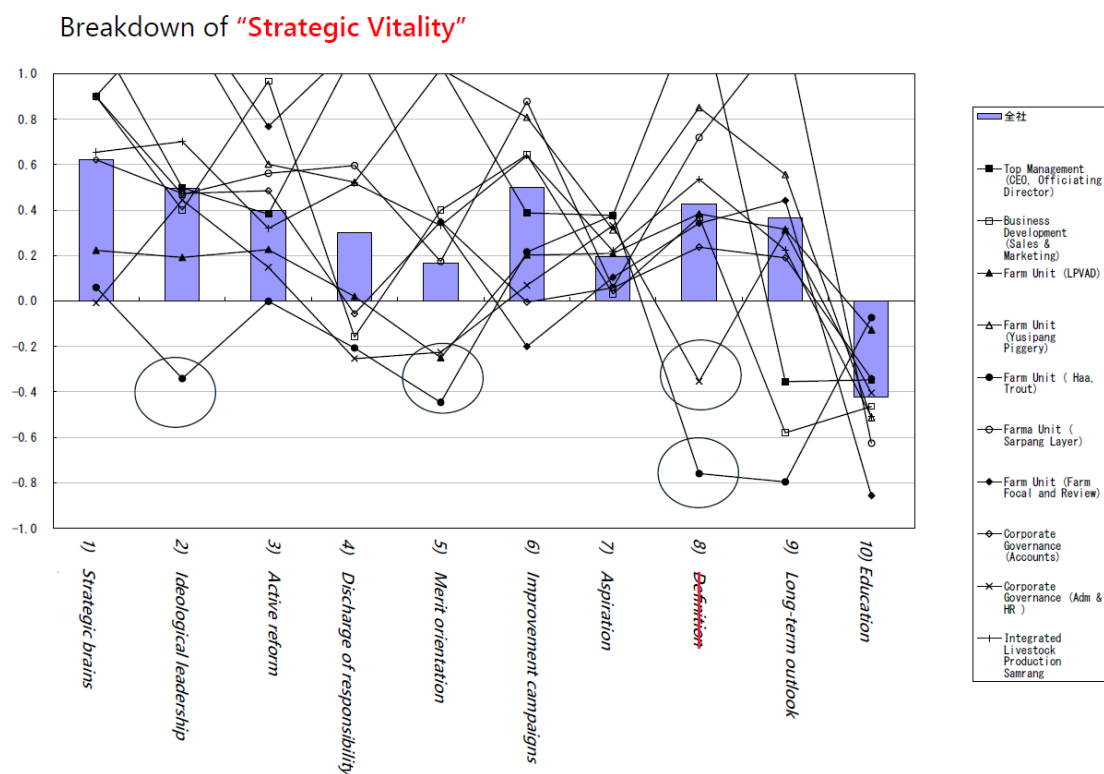 Breakdown of “Strategic Vitality”
1.0
0.8
0.6
0.4
0.2
0.0
-0.2
-0.4
-0.6
-0.8
-1.0
1) Strategic brains
2) Ideological leadership
3) Active reform
4) Discharge of responsibility
5) Merit orientation
6) Improvement campaigns
7) Aspiration
8) Definition
9) Long-term outlook
10) Education
全社
Top Management
(CEO, Officiating
Director)
Business
Development
(Sales &
Marketing)
Farm Unit (LPVAD)
Farm Unit
(Yusipang
Piggery)
Farm Unit ( Haa,
Trout)
Farma Unit (
Sarpang Layer)
Farm Unit (Farm
Focal and Review)
Corporate
Governance
(Accounts)
Corporate
Governance (Adm &
HR )
Integrated
Livestock
Production
Samrang